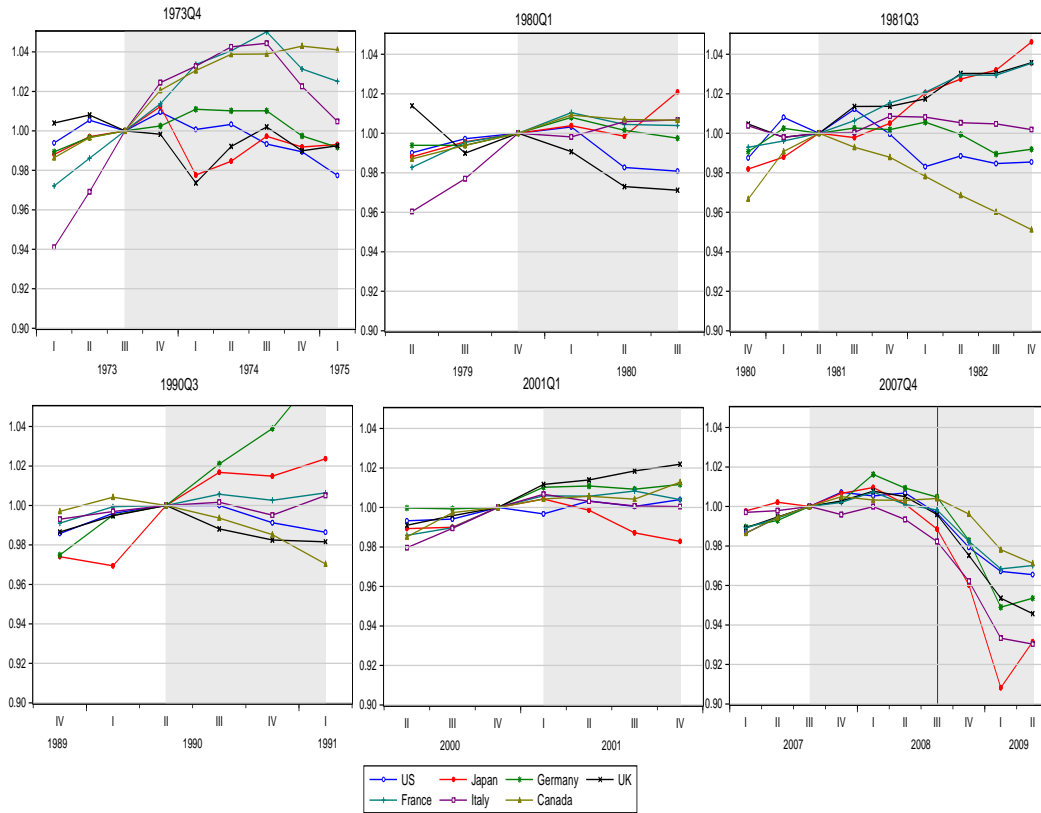 1973Q4
1.04
1.02
1.00
0.98
0.96
0.94
0.92
0.90
I II III IV I II III IV I
1973 1974 1975
1980Q1
1.04
1.02
1.00
0.98
0.96
0.94
0.92
0.90
II III IV I II III
1979 1980
1981Q3
1.04
1.02
1.00
0.98
0.96
0.94
0.92
0.90
IV I II III IV I II III IV
1980 1981 1982
1990Q3
1.04
1.02
1.00
0.98
0.96
0.94
0.92
0.90
IV I II III IV I
1989 1990 1991
2001Q1
1.04
1.02
1.00
0.98
0.96
0.94
0.92
0.90
II III IV I II III IV
2000 2001
2007Q4
1.04
1.02
1.00
0.98
0.96
0.94
0.92
0.90
I II III IV I II III IV I II
2007 2008 2009
US Japan Germany UK
France Italy Canada